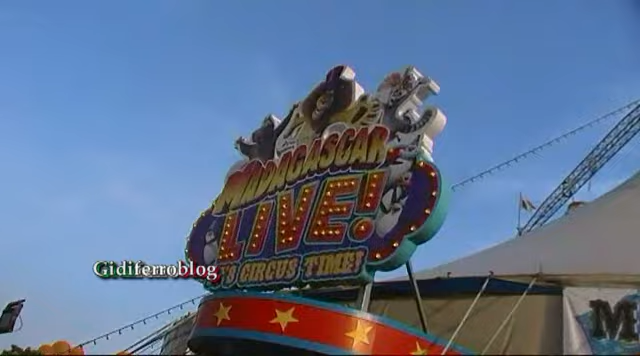 MADAGASCAR
LIVE!
Gidiferroblog
IT'S CIRCUS TIME!
M